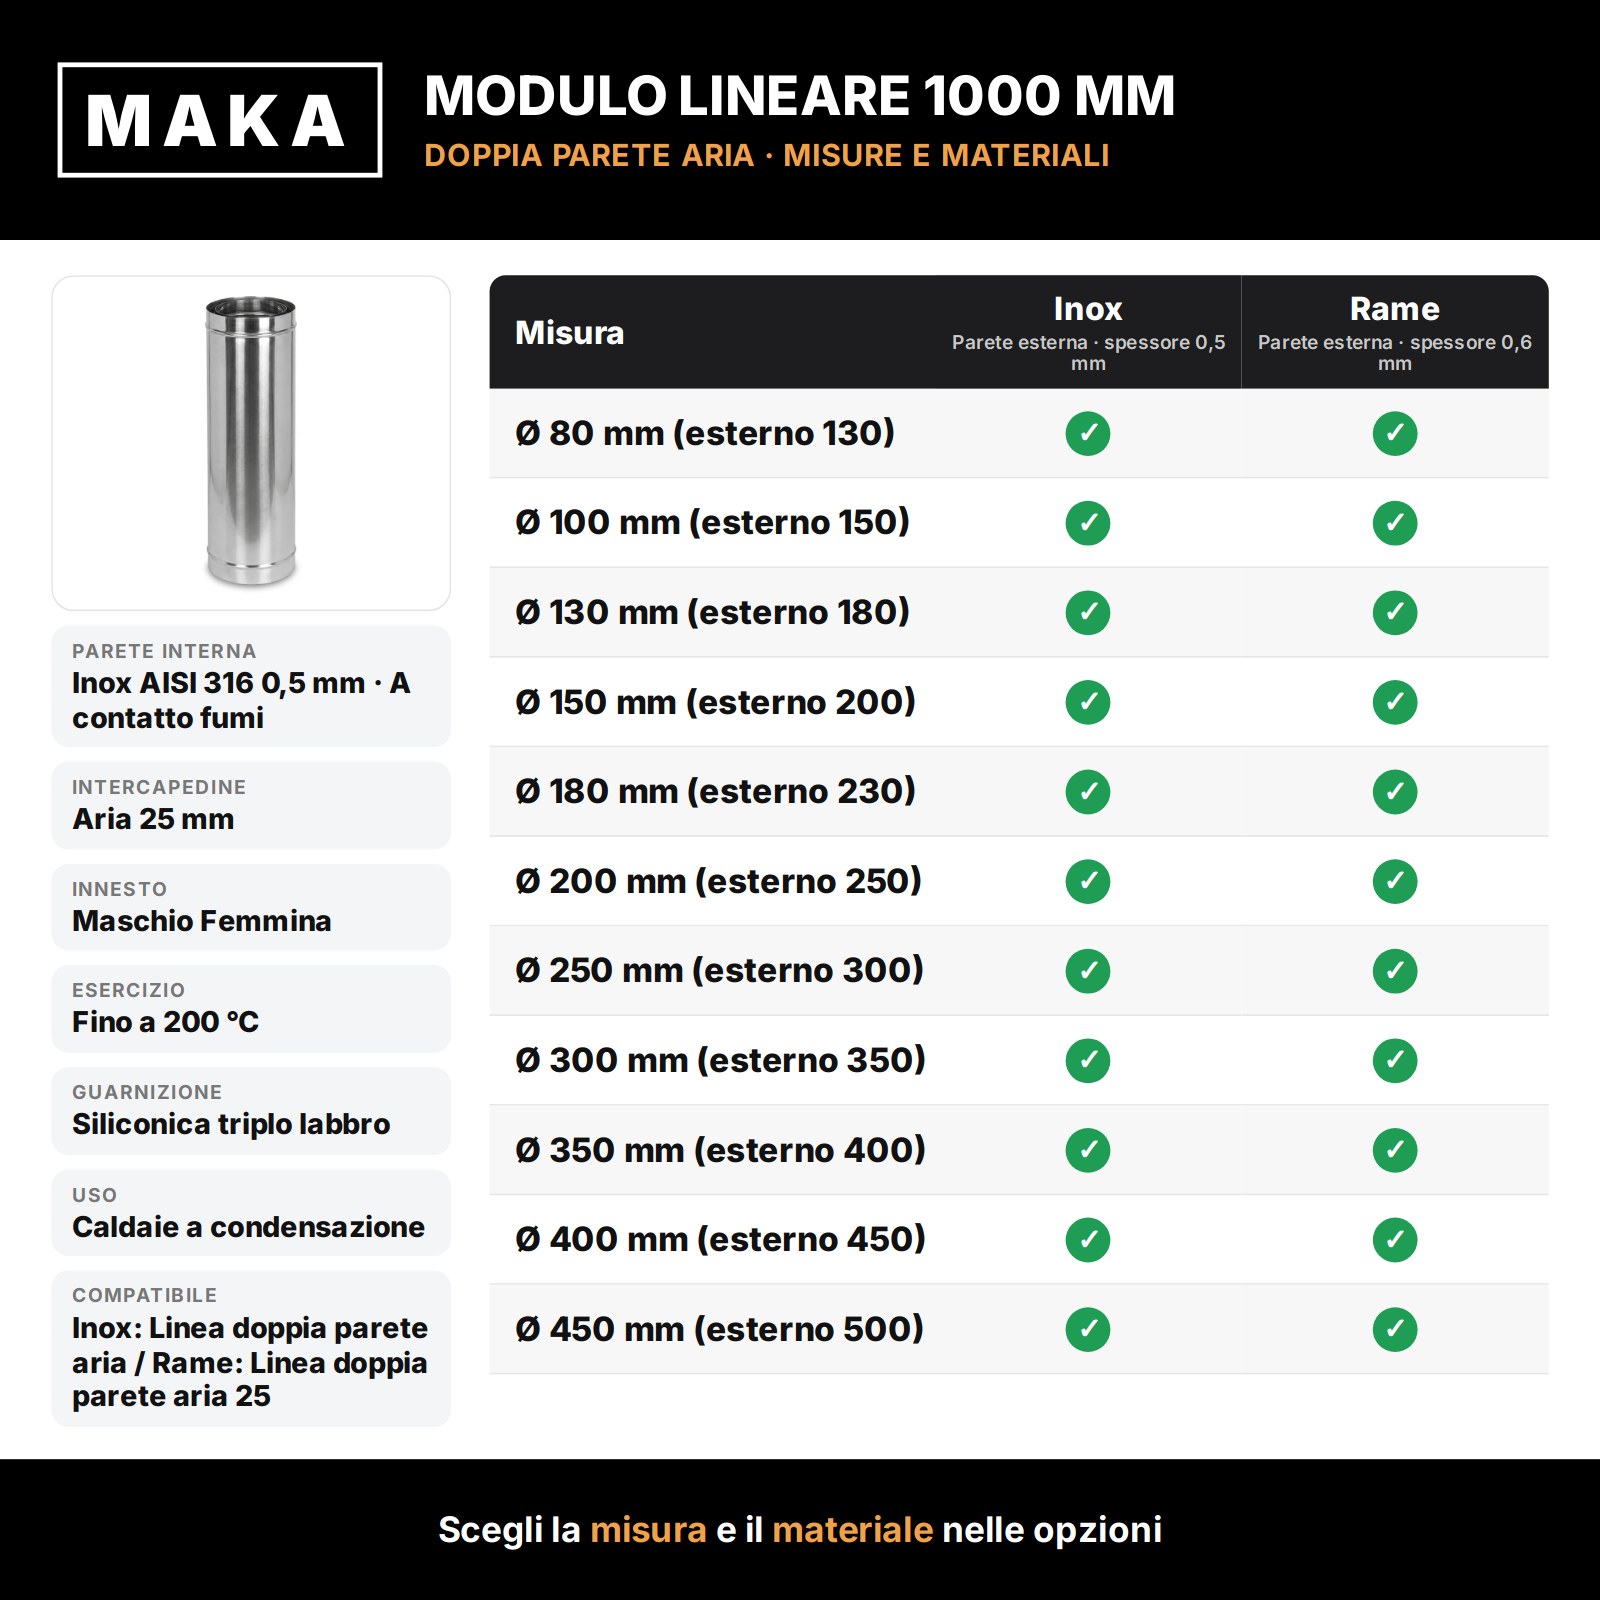 MAKA
MODULO LINEARE 1000 MM
DOPPIA PARETE ARIA · MISURE E MATERIALI
PARETE INTERNA
Inox AISI 316 0,5 mm · A
contatto fumi
INTERCAPEDINE
Aria 25 mm
INNESTO
Maschio Femmina
ESERCIZIO
Fino a 200 °C
GUARNIZIONE
Siliconica triplo labbro
USO
Caldaie a condensazione
COMPATIBILE
Inox: Linea doppia parete
aria / Rame: Linea doppia
parete aria 25
Misura
Inox
Parete esterna · spessore 0,5
mm
Rame
Parete esterna · spessore 0,6
mm
Ø 80 mm (esterno 130) ✓ ✓
Ø 100 mm (esterno 150) ✓ ✓
Ø 130 mm (esterno 180) ✓ ✓
Ø 150 mm (esterno 200) ✓ ✓
Ø 180 mm (esterno 230) ✓ ✓
Ø 200 mm (esterno 250) ✓ ✓
Ø 250 mm (esterno 300) ✓ ✓
Ø 300 mm (esterno 350) ✓ ✓
Ø 350 mm (esterno 400) ✓ ✓
Ø 400 mm (esterno 450) ✓ ✓
Ø 450 mm (esterno 500) ✓ ✓
Scegli la misura e il materiale nelle opzioni